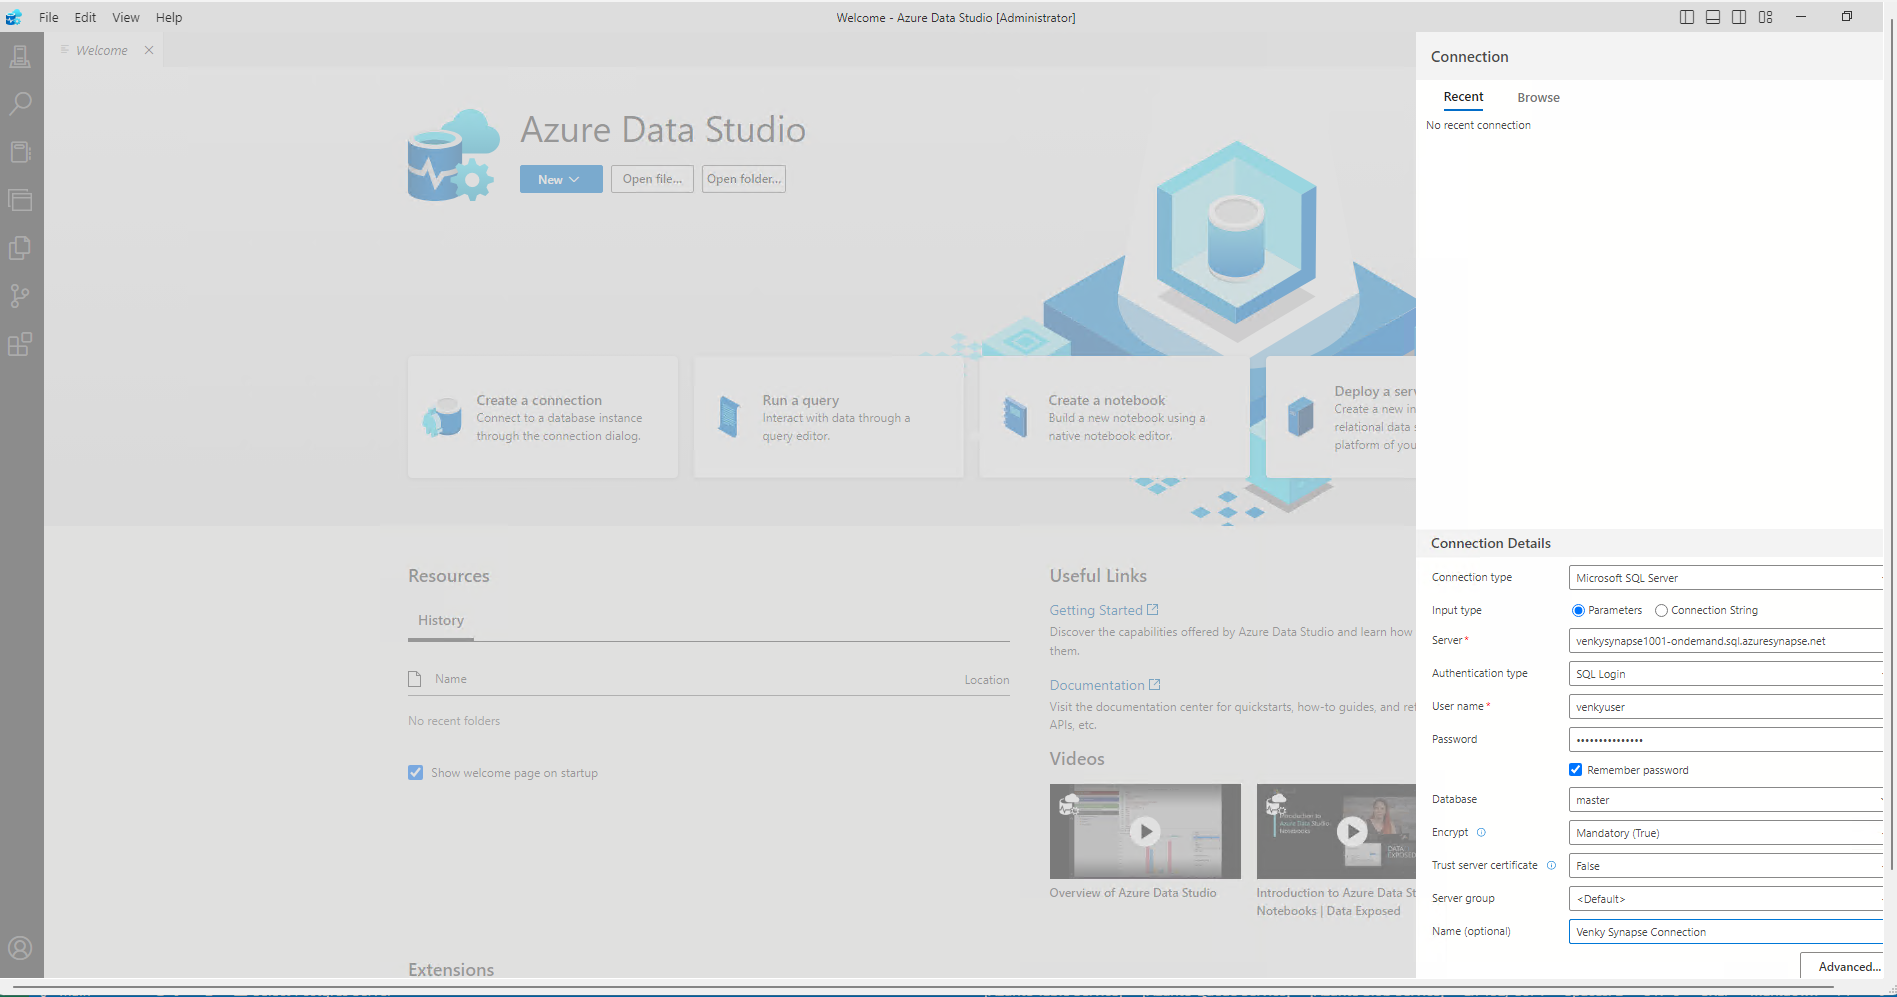 File Edit View Help
Welcome - Azure Data Studio [Administrator]
Welcome
Azure Data Studio
New
Open file...
Open folder...
Create a connection
Connect to a database instance
through the connection dialog.
Run a query
Interact with data through a
query editor.
Create a notebook
Build a new notebook using a
native notebook editor.
Deploy a ser
Create a new in
relational data s
platform of you
Resources
History
Name
Location
No recent folders
Show welcome page on startup
Useful Links
Getting Started
Discover the capabilities offered by Azure Data Studio and learn how
them.
Documentation
Visit the documentation center for quickstarts, how-to guides, and ref
APIs, etc.
Videos
Introduction to
Azure Data Studio
Notebooks
DATA
EXPOSED
Overview of Azure Data Studio
Introduction to Azure Data St
Notebooks | Data Exposed
Extensions
Connection
Recent
Browse
No recent connection
Connection Details
Connection type
Microsoft SQL Server
Input type
Parameters
Connection String
Server*
venkysynapse1001-ondemand.sql.azuresynapse.net
Authentication type
SQL Login
User name*
venkyuser
Password
•••••••••••••••
Remember password
Database
master
Encrypt
Mandatory (True)
Trust server certificate
False
Server group
<Default>
Name (optional)
Venky Synapse Connection
Advanced...